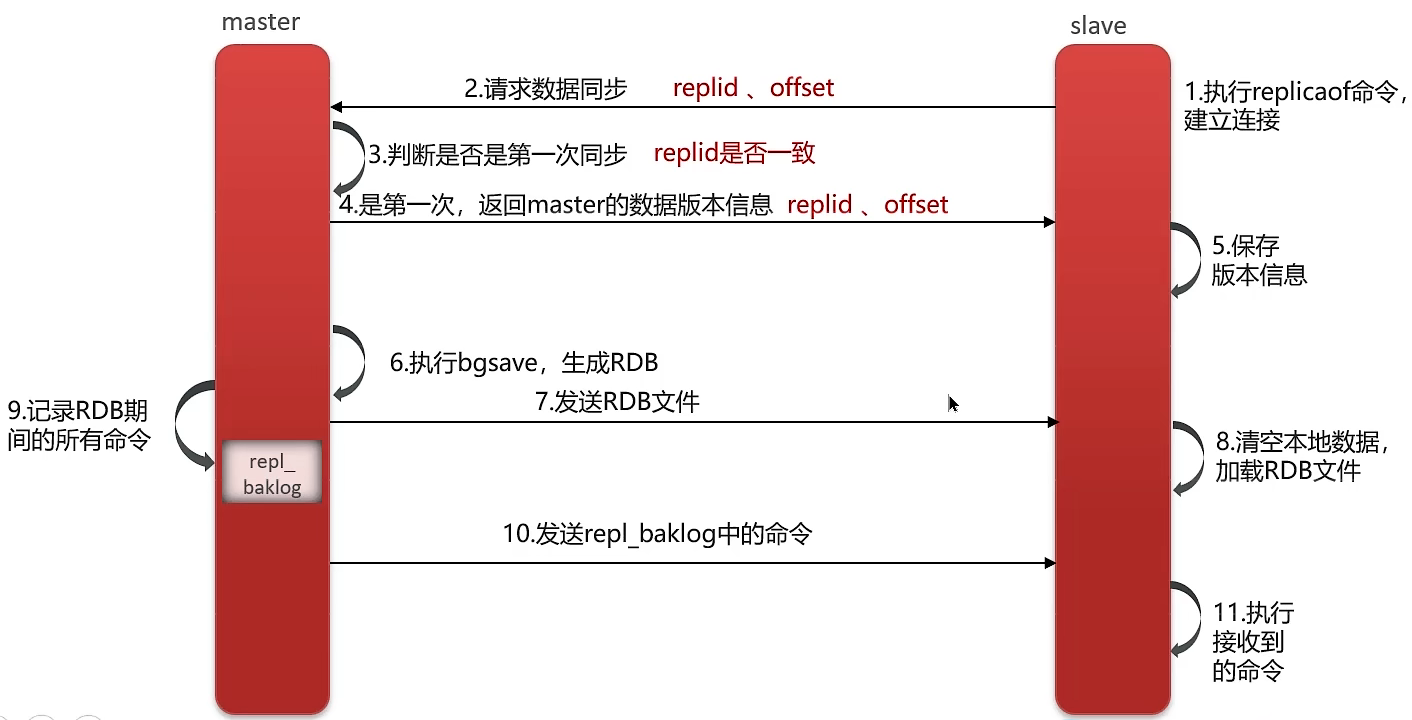 master
slave
2.请求数据同步 replid 、offset
1.执行replicaof命令，
建立连接
3.判断是否是第一次同步 replid是否一致
4.是第一次，返回master的数据版本信息 replid 、offset
5.保存
版本信息
6.执行bgsave，生成RDB
7.发送RDB文件
9.记录RDB期
间的所有命令
repl_
baklog
8.清空本地数据，
加载RDB文件
10.发送repl_baklog中的命令
11.执行
接收到
的命令